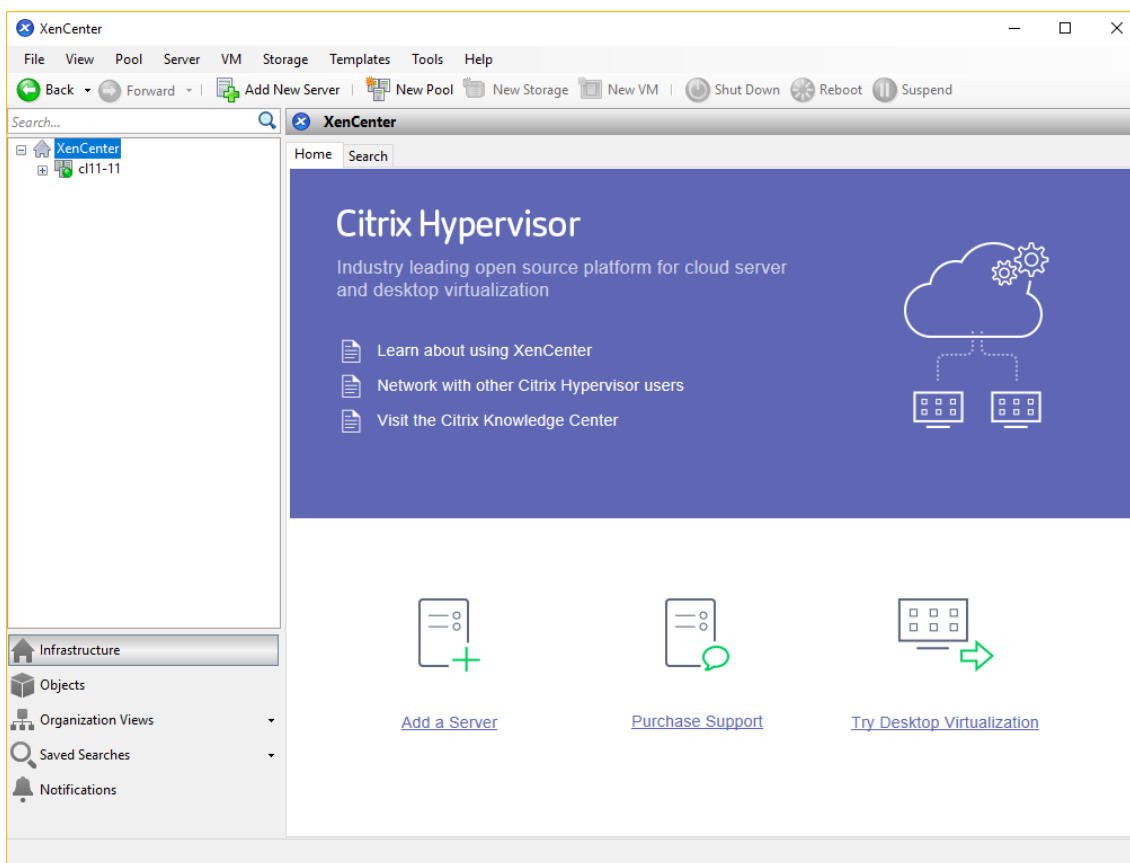 XenCenter
File View Pool Server VM Storage Templates Tools Help
Back Forward Add New Server New Pool New Storage New VM Shut Down Reboot Suspend
Search...
XenCenter
cl11-11
Infrastructure
Objects
Organization Views
Saved Searches
Notifications
XenCenter
Home Search
Citrix Hypervisor
Industry leading open source platform for cloud server
and desktop virtualization
Learn about using XenCenter
Network with other Citrix Hypervisor users
Visit the Citrix Knowledge Center
Add a Server
Purchase Support
Try Desktop Virtualization